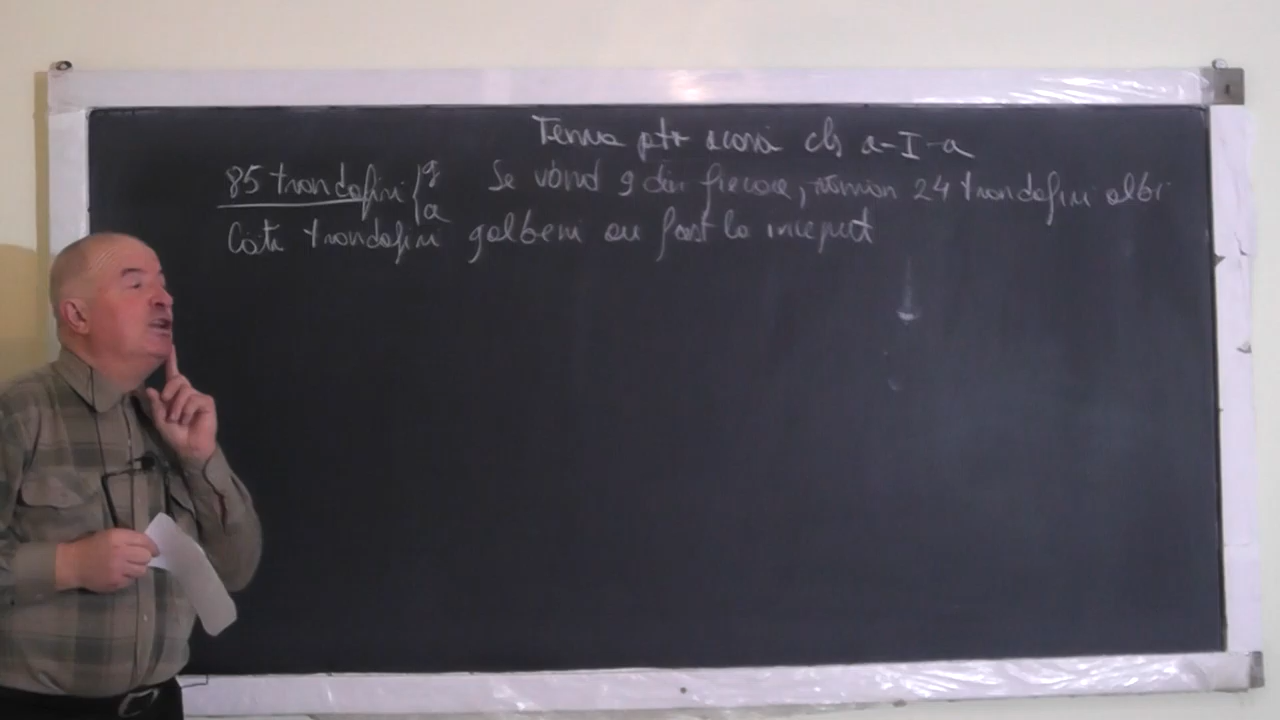 Tema ptr acasă cls a-I-a
85 trandafiri { g a Se vând 9 din fiecare, rămân 24 trandafiri albi
Câți trandafiri galbeni au fost la inceput